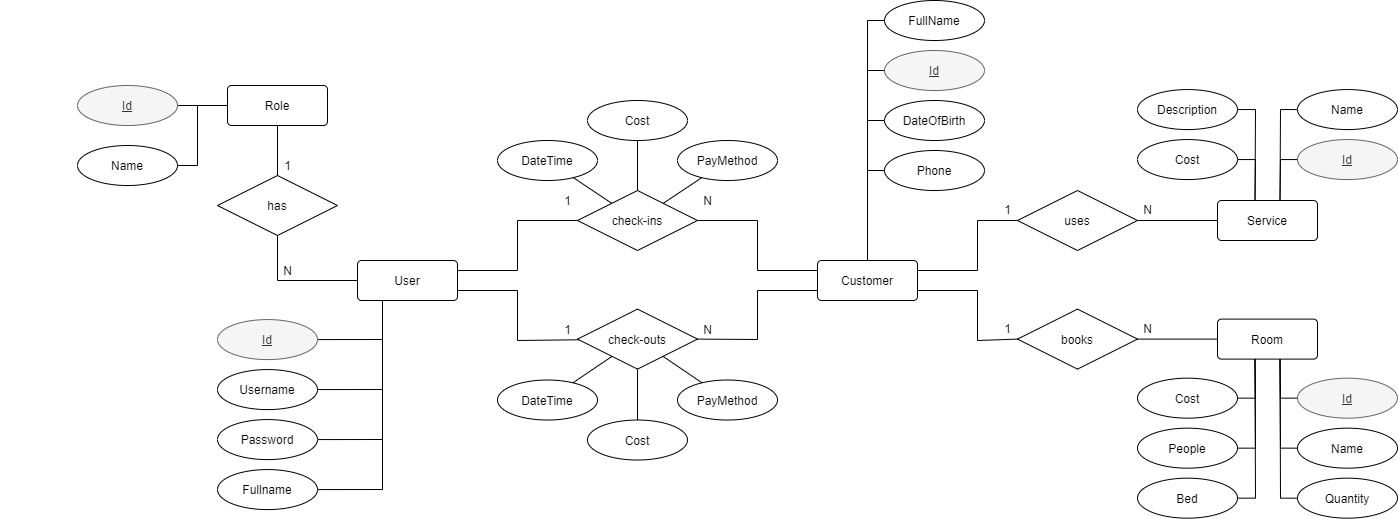 FullName
Id
DateOfBirth
Phone
Id
Role
Name
1
has
N
User
Id
Username
Password
Fullname
Cost
DateTime
PayMethod
1
N
check-ins
Customer
1
N
check-outs
DateTime
PayMethod
Cost
Description
Name
Cost
Id
1
uses
N
Service
1
books
N
Room
Cost
Id
People
Name
Bed
Quantity